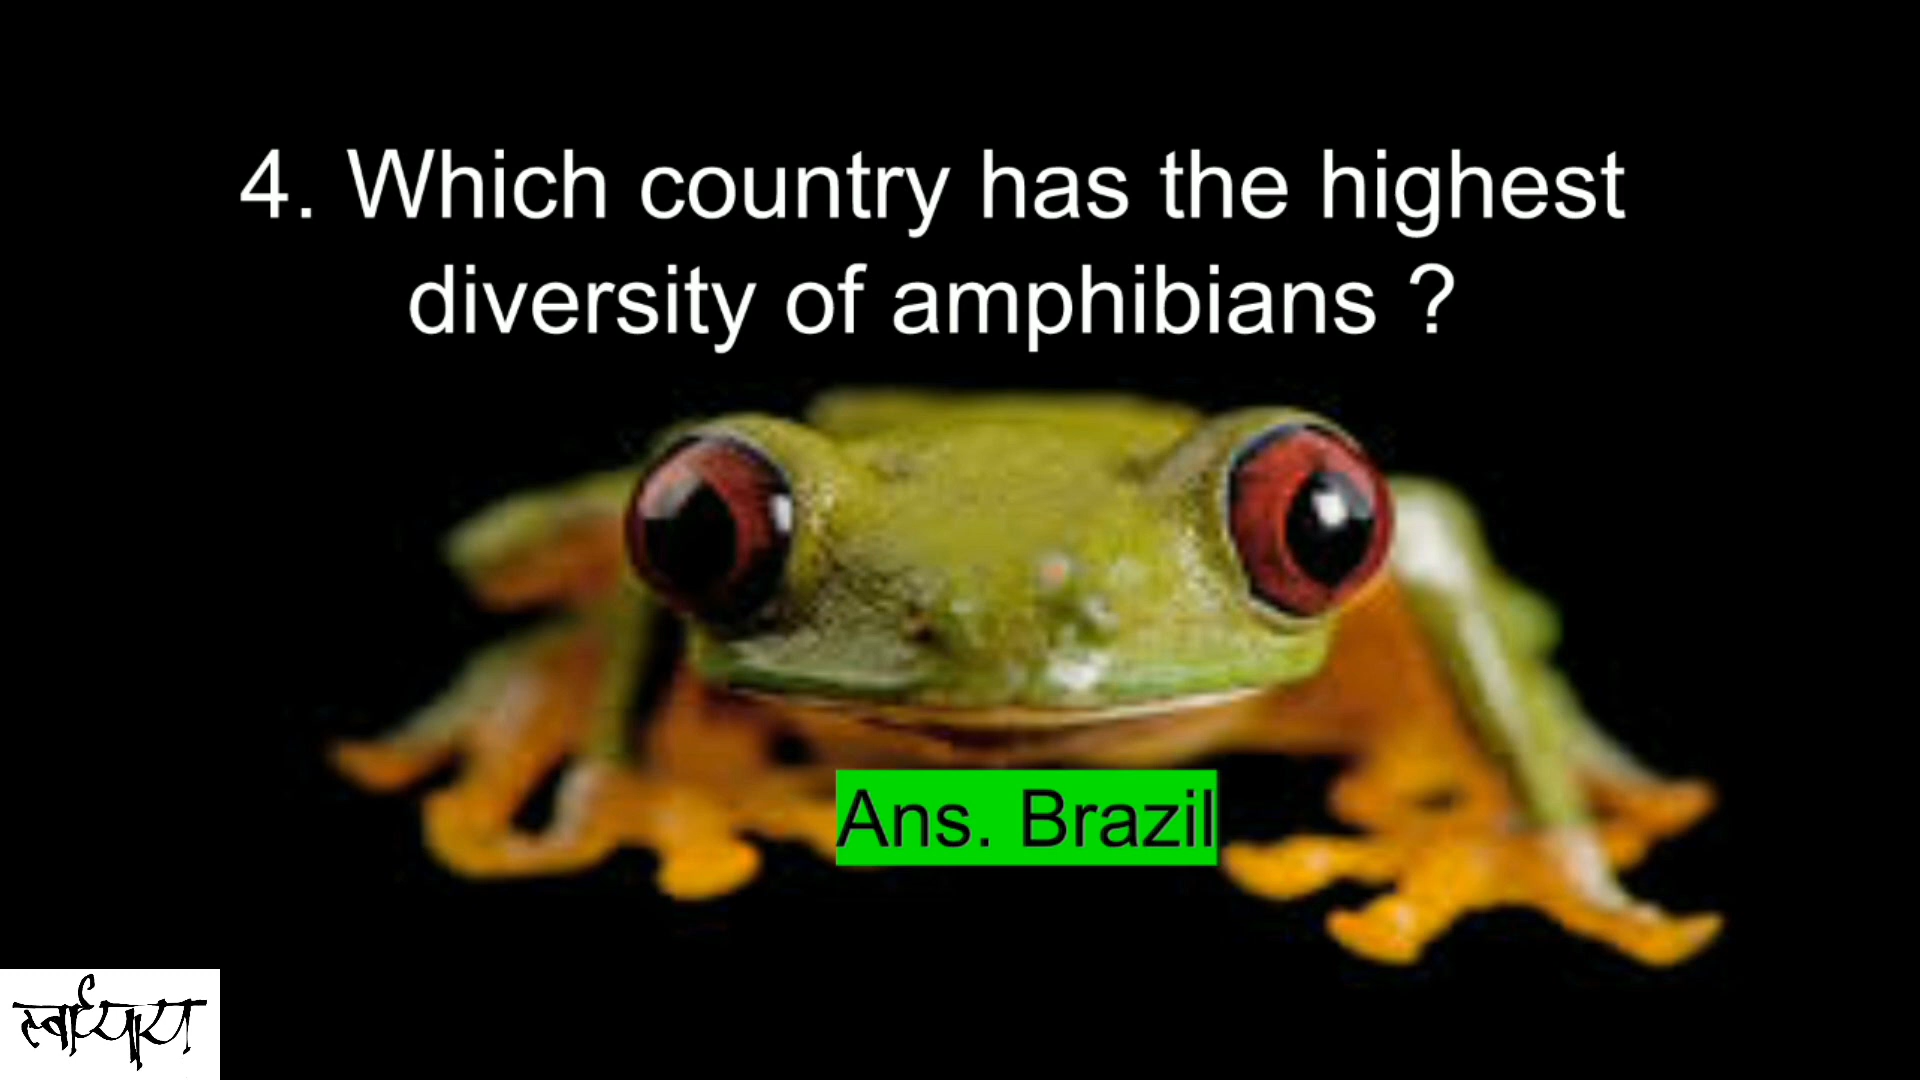 4. Which country has the highest
diversity of amphibians ?
Ans. Brazil
स्वाध्याय